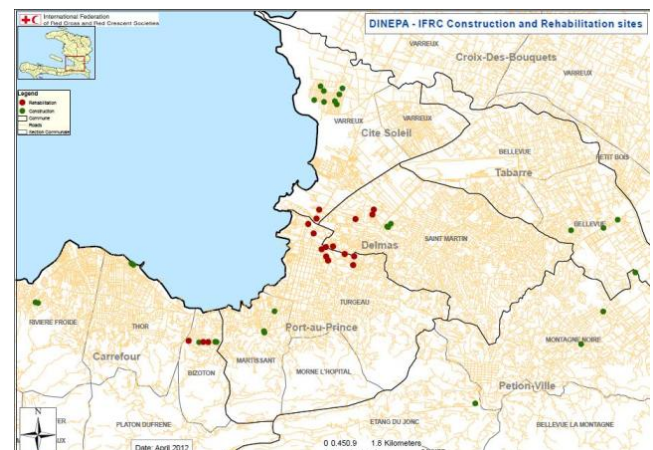 International Federation
of Red Cross and Red Crescent Societies
DINEPA - IFRC Construction and Rehabilitation sites
Legend
Rehabilitation
Construction
Commune
Roads
Section Communes
VARREUX
Croix-Des-Bouquets
VARREUX
VARREUX
VARREUX
Cite Soleil
BELLEVUE
PETIT BOIS
Tabarre
BELLEVUE
SAINT MARTIN
Delmas
TURGEAU
RIVIERE FROIDE
THOR
Port-au-Prince
MONTAGNE NOIRE
Carrefour
MARTISSANT
BIZOTON
MORNE L'HOPITAL
Petion-Ville
N
PLATON DUFRENE
ETANG DU JONC
BELLEVUE LA MONTAGNE
Date: April 2012
0 0.450.9 1.8 Kilometers